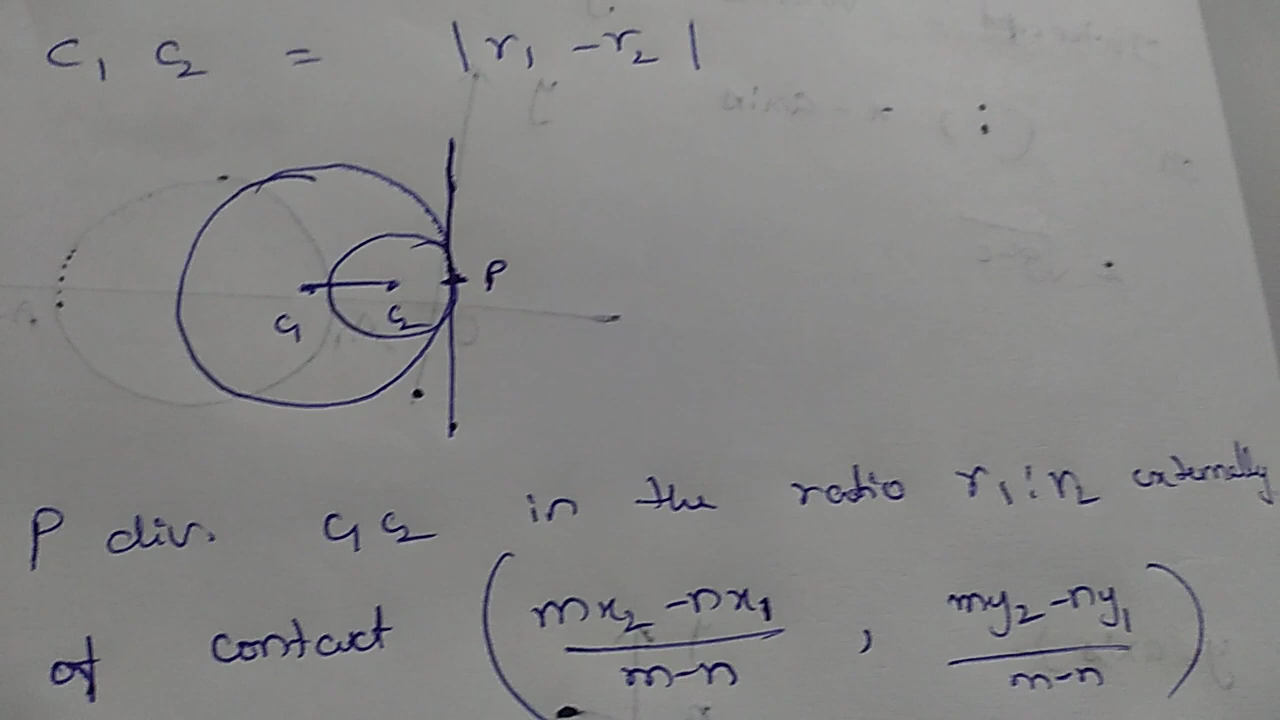 C₁ C₂ = |r₁ - r₂|
P
C₁ C₂
P div. C₁C₂ in the ratio r₁:r₂ externally
of contact (mx₂ - nx₁ / m-n , my₂ - ny₁ / m-n)